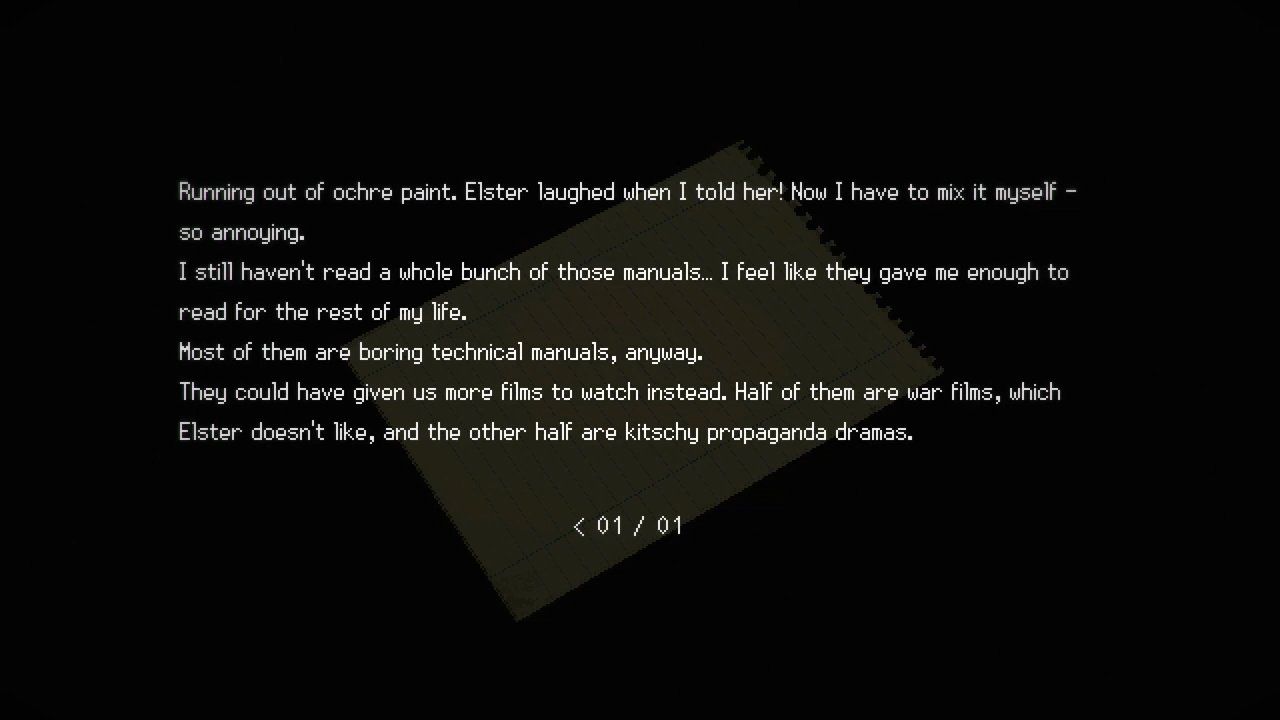 Running out of ochre paint. Elster laughed when I told her! Now I have to mix it myself –
so annoying.
I still haven't read a whole bunch of those manuals… I feel like they gave me enough to
read for the rest of my life.
Most of them are boring technical manuals, anyway.
They could have given us more films to watch instead. Half of them are war films, which
Elster doesn't like, and the other half are kitschy propaganda dramas.
< 01 / 01